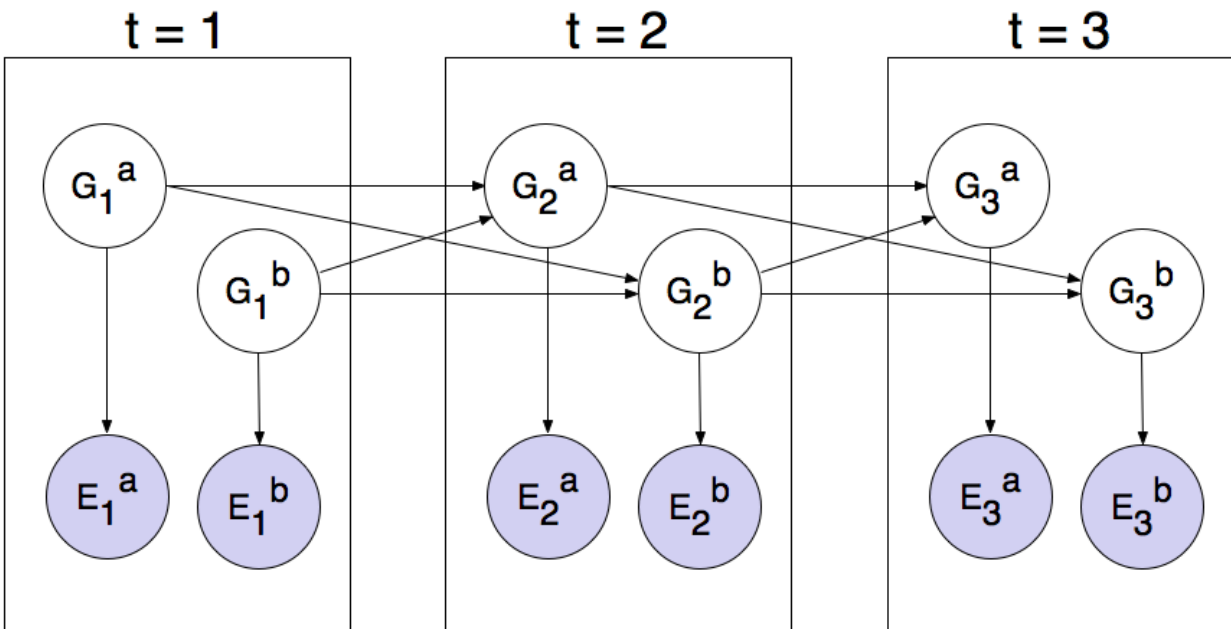 t = 1
t = 2
t = 3
G₁ᵃ
G₂ᵃ
G₃ᵃ
G₁ᵇ
G₂ᵇ
G₃ᵇ
E₁ᵃ
E₁ᵇ
E₂ᵃ
E₂ᵇ
E₃ᵃ
E₃ᵇ